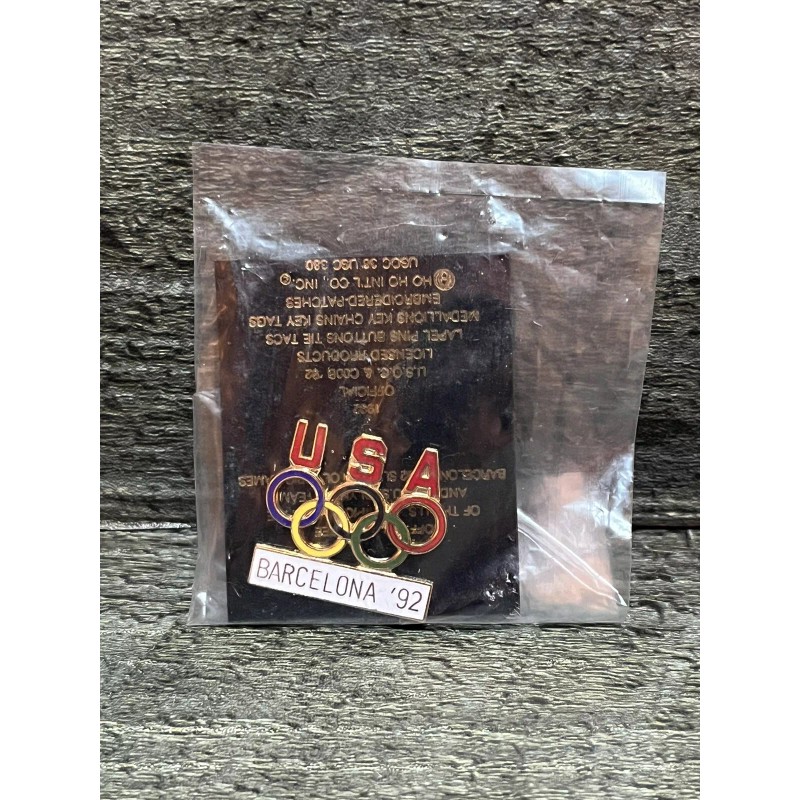 USA
BARCELONA '92
1992
OFFICIAL
U.S.O.C. & COOB '92
LICENSED PRODUCTS
LAPEL PINS BUTTONS TIE TACS
MEDALLIONS KEY CHAINS KEY TAGS
EMBROIDERED-PATCHES
HO HO INT'L CO., INC.©
USOC 36 USC 380